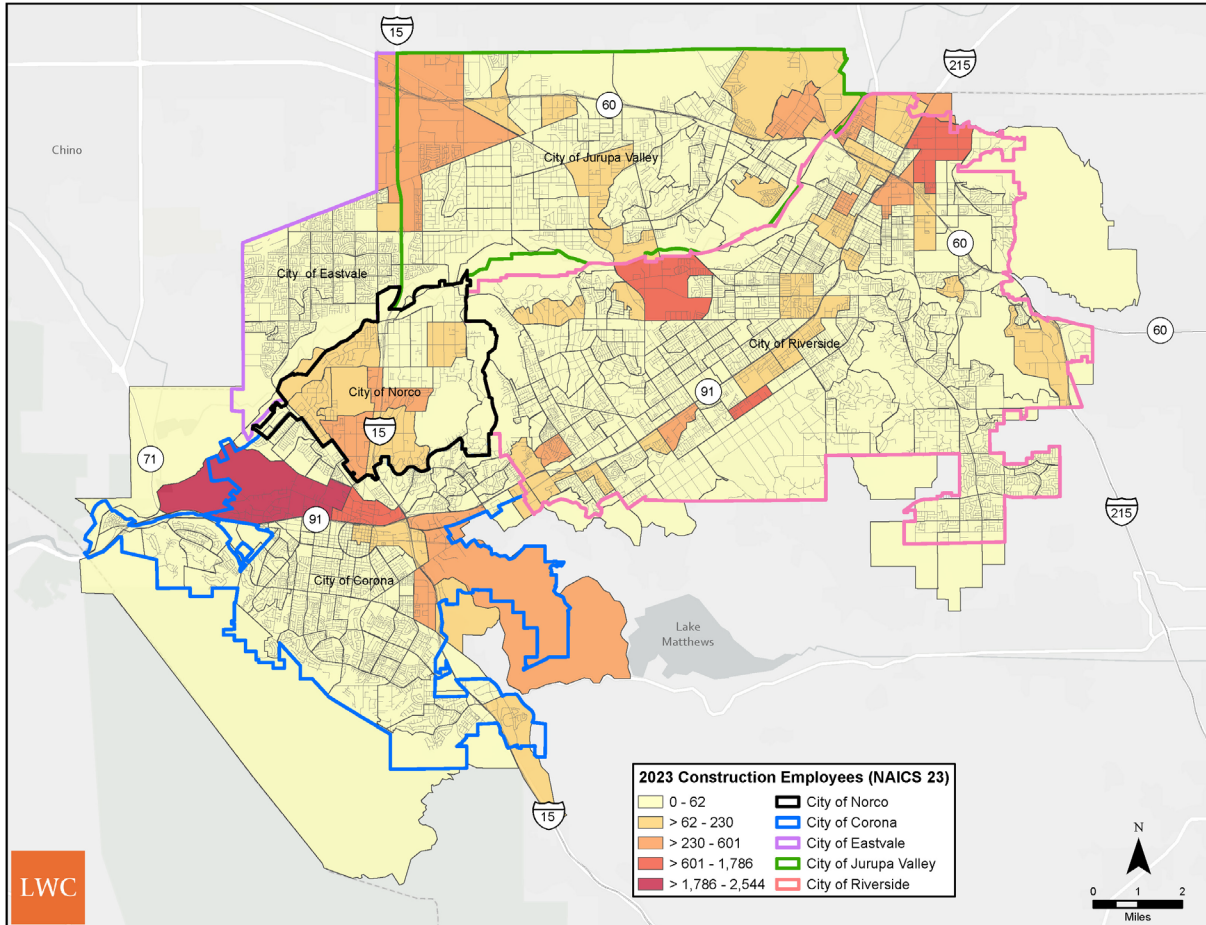 15
215
60
Chino
City of Jurupa Valley
60
City of Eastvale
60
City of Riverside
City of Norco
91
15
71
91
215
City of Corona
Lake
Matthews
2023 Construction Employees (NAICS 23)
0 - 62
City of Norco
> 62 - 230
City of Corona
> 230 - 601
City of Eastvale
> 601 - 1,786
City of Jurupa Valley
> 1,786 - 2,544
City of Riverside
15
N
0 1 2
Miles
LWC